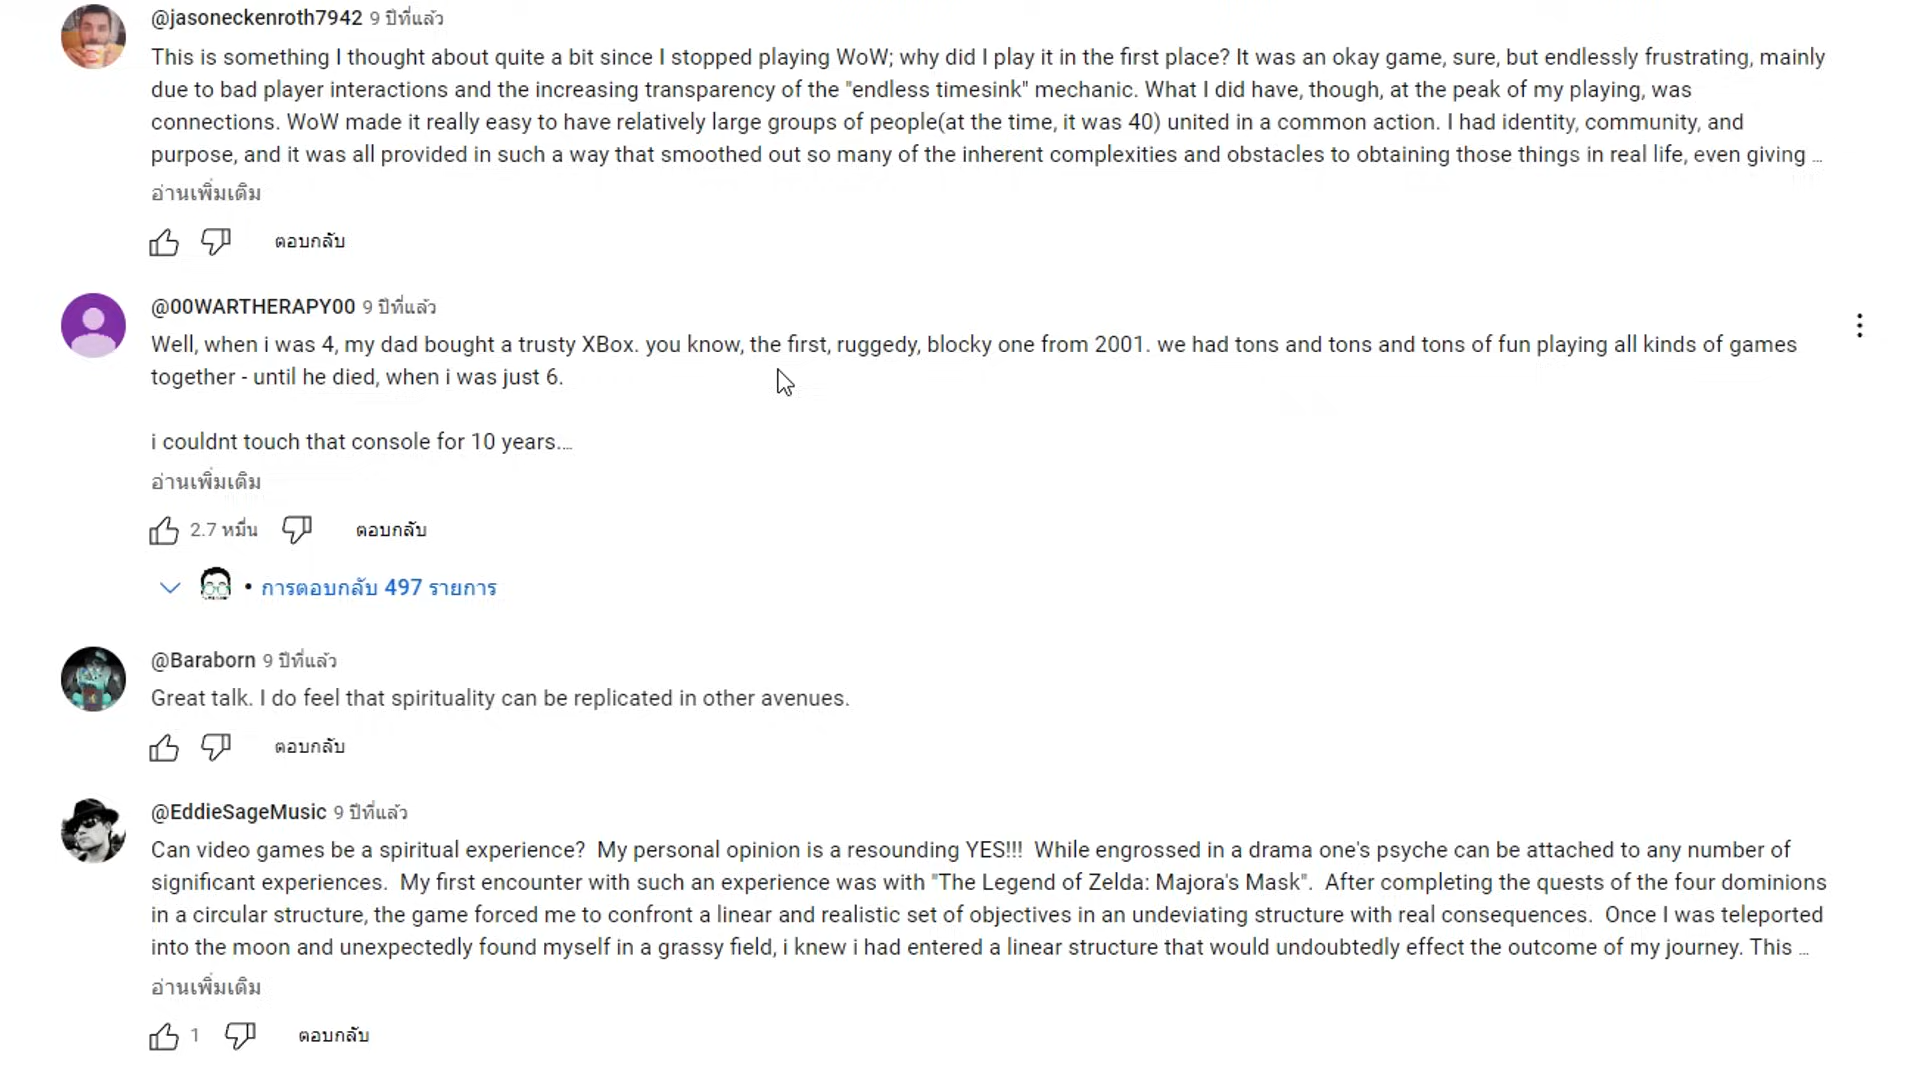 @jasoneckenroth7942 9 ปีที่แล้ว
This is something I thought about quite a bit since I stopped playing WoW; why did I play it in the first place? It was an okay game, sure, but endlessly frustrating, mainly
due to bad player interactions and the increasing transparency of the "endless timesink" mechanic. What I did have, though, at the peak of my playing, was
connections. WoW made it really easy to have relatively large groups of people(at the time, it was 40) united in a common action. I had identity, community, and
purpose, and it was all provided in such a way that smoothed out so many of the inherent complexities and obstacles to obtaining those things in real life, even giving ...
อ่านเพิ่มเติม
ตอบกลับ
@00WARTHERAPY00 9 ปีที่แล้ว
Well, when i was 4, my dad bought a trusty XBox. you know, the first, ruggedy, blocky one from 2001. we had tons and tons and tons of fun playing all kinds of games
together - until he died, when i was just 6.
i couldnt touch that console for 10 years....
อ่านเพิ่มเติม
2.7 หมื่น ตอบกลับ
• การตอบกลับ 497 รายการ
@Baraborn 9 ปีที่แล้ว
Great talk. I do feel that spirituality can be replicated in other avenues.
ตอบกลับ
@EddieSageMusic 9 ปีที่แล้ว
Can video games be a spiritual experience?  My personal opinion is a resounding YES!!!  While engrossed in a drama one's psyche can be attached to any number of
significant experiences.  My first encounter with such an experience was with "The Legend of Zelda: Majora's Mask".  After completing the quests of the four dominions
in a circular structure, the game forced me to confront a linear and realistic set of objectives in an undeviating structure with real consequences.  Once I was teleported
into the moon and unexpectedly found myself in a grassy field, i knew i had entered a linear structure that would undoubtedly effect the outcome of my journey. This ...
อ่านเพิ่มเติม
1 ตอบกลับ